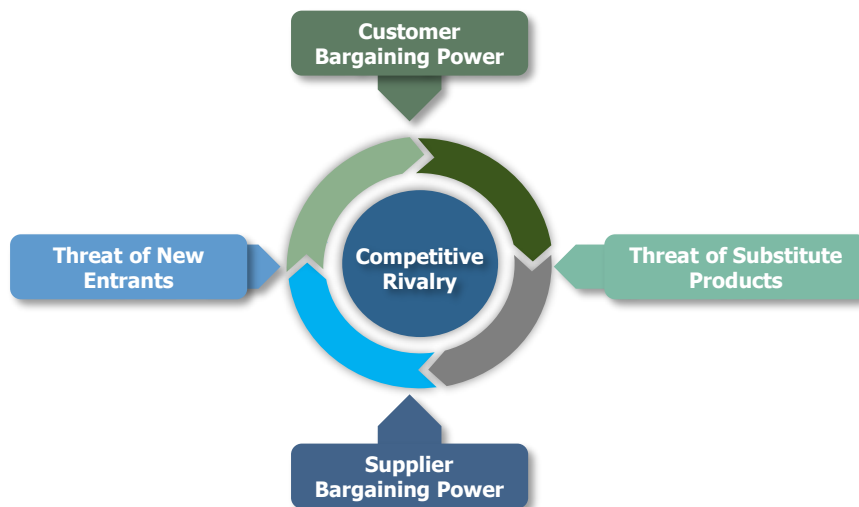 Customer
Bargaining Power
Threat of New
Entrants
Competitive
Rivalry
Threat of Substitute
Products
Supplier
Bargaining Power